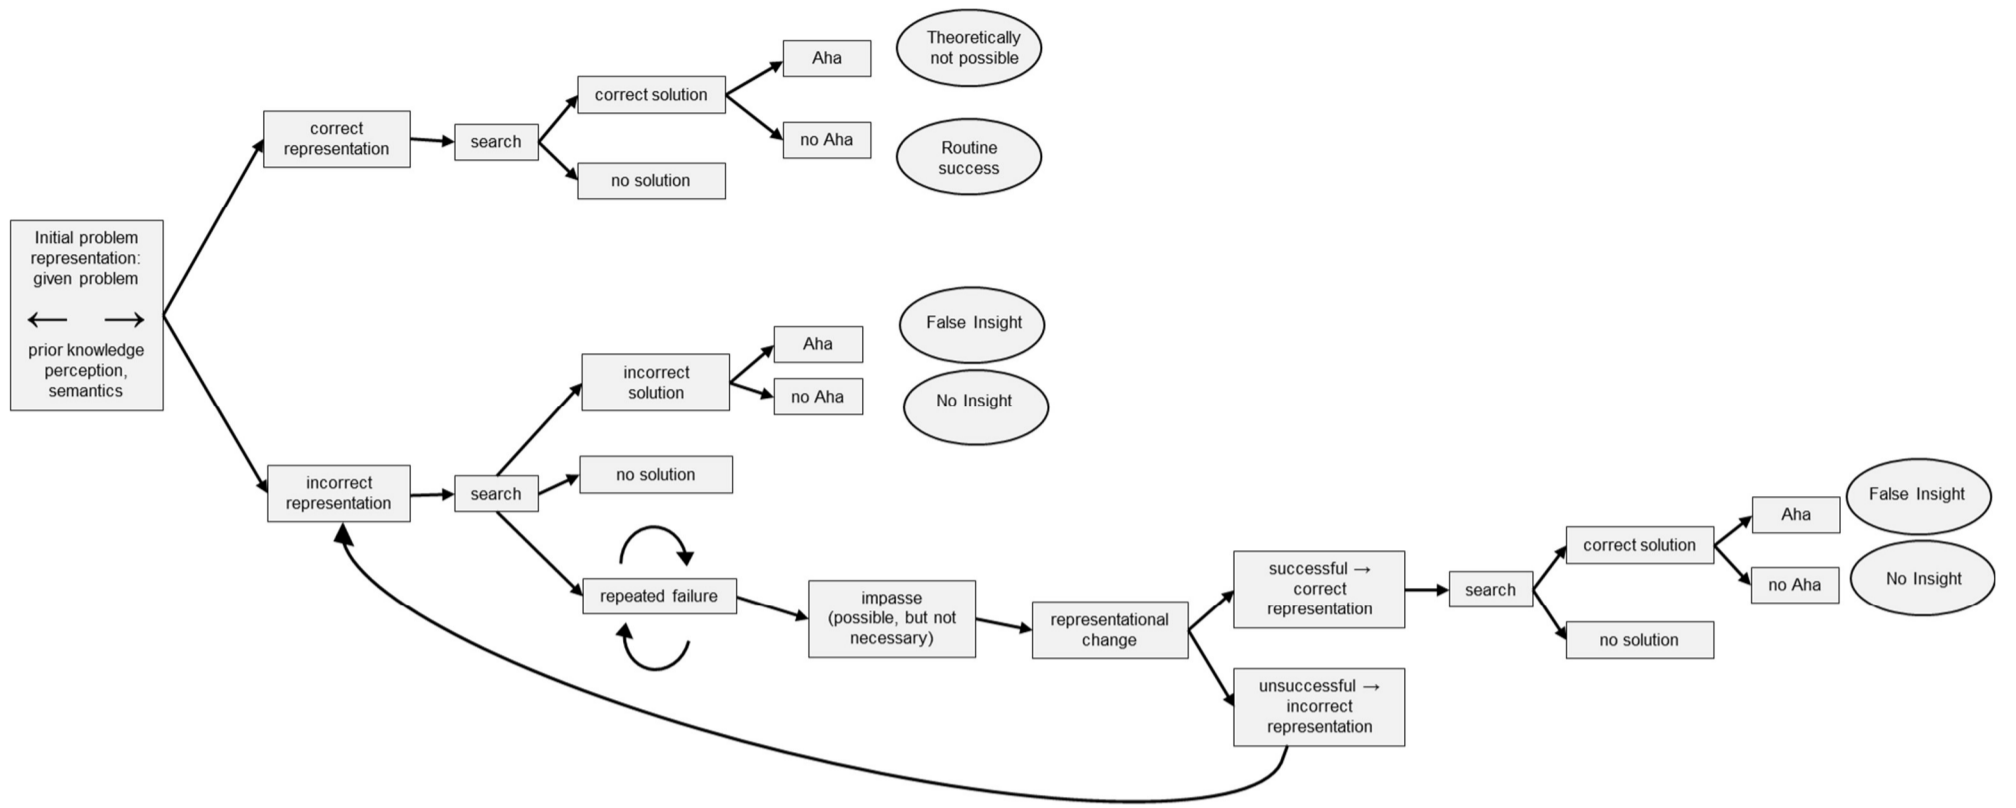 Initial problem
representation:
given problem
← →
prior knowledge
perception,
semantics
correct
representation
search
correct solution
no solution
Aha
no Aha
Theoretically
not possible
Routine
success
incorrect
representation
search
incorrect
solution
Aha
no Aha
False Insight
No Insight
no solution
repeated failure
impasse
(possible, but not
necessary)
representational
change
successful →
correct
representation
unsuccessful →
incorrect
representation
search
correct solution
no solution
Aha
no Aha
False Insight
No Insight